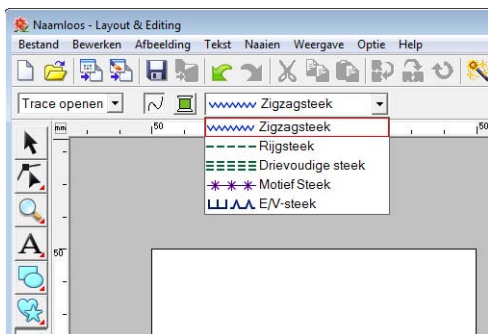 Naamloos - Layout & Editing
Bestand Bewerken Afbeelding Tekst Naaien Weergave Optie Help
Trace openen Zigzagsteek
mm 50 50
Zigzagsteek
Rijgsteek
Drievoudige steek
Motief Steek
E/V-steek
A
50